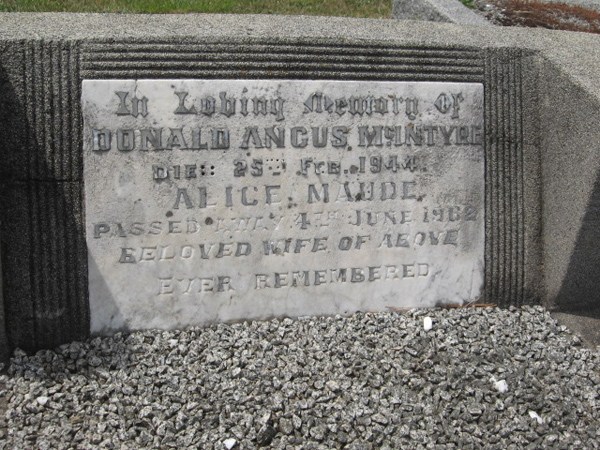 In Loving Memory of
DONALD ANGUS MCINTYRE
DIED 25TH FEB. 1944.
ALICE MAUDE
PASSED AWAY 4TH JUNE
BELOVED WIFE OF ABOVE
EVER REMEMBERED